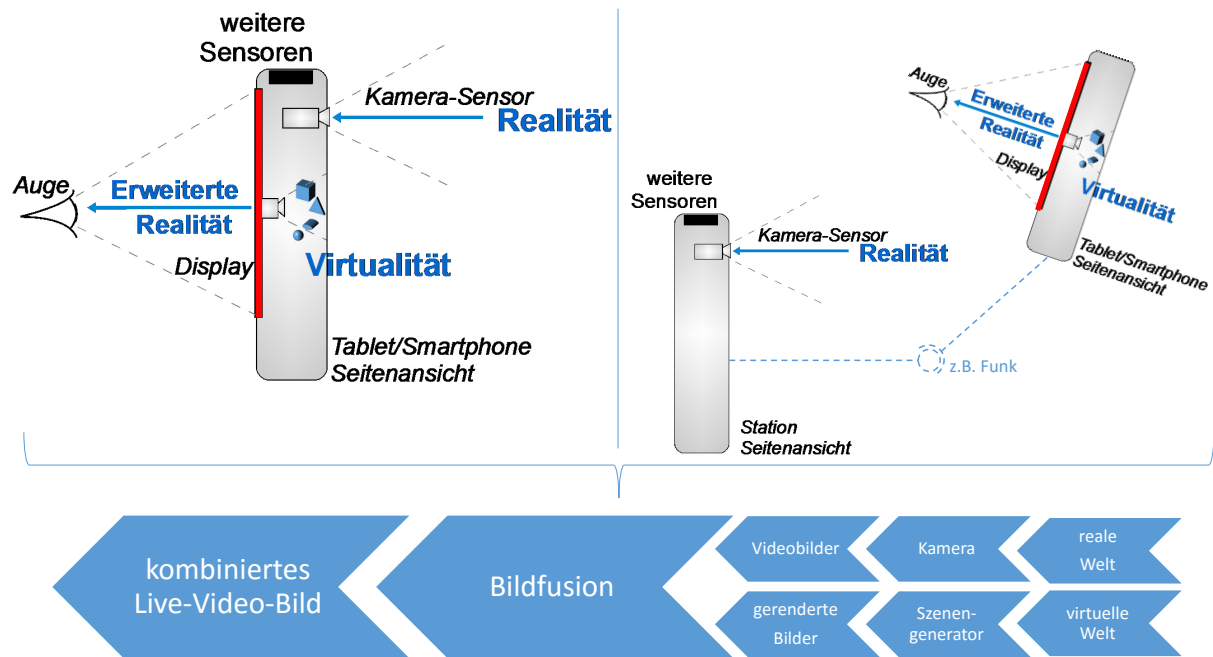 weitere
Sensoren
Kamera-Sensor
Realität
Auge
Erweiterte
Realität
Display
Virtualität
Tablet/Smartphone
Seitenansicht
Auge
Erweiterte
Realität
Display
Virtualität
Tablet/Smartphone
Seitenansicht
weitere
Sensoren
Kamera-Sensor
Realität
z.B. Funk
Station
Seitenansicht
kombiniertes
Live-Video-Bild
Bildfusion
Videobilder
Kamera
reale
Welt
gerenderte
Bilder
Szenen-
generator
virtuelle
Welt